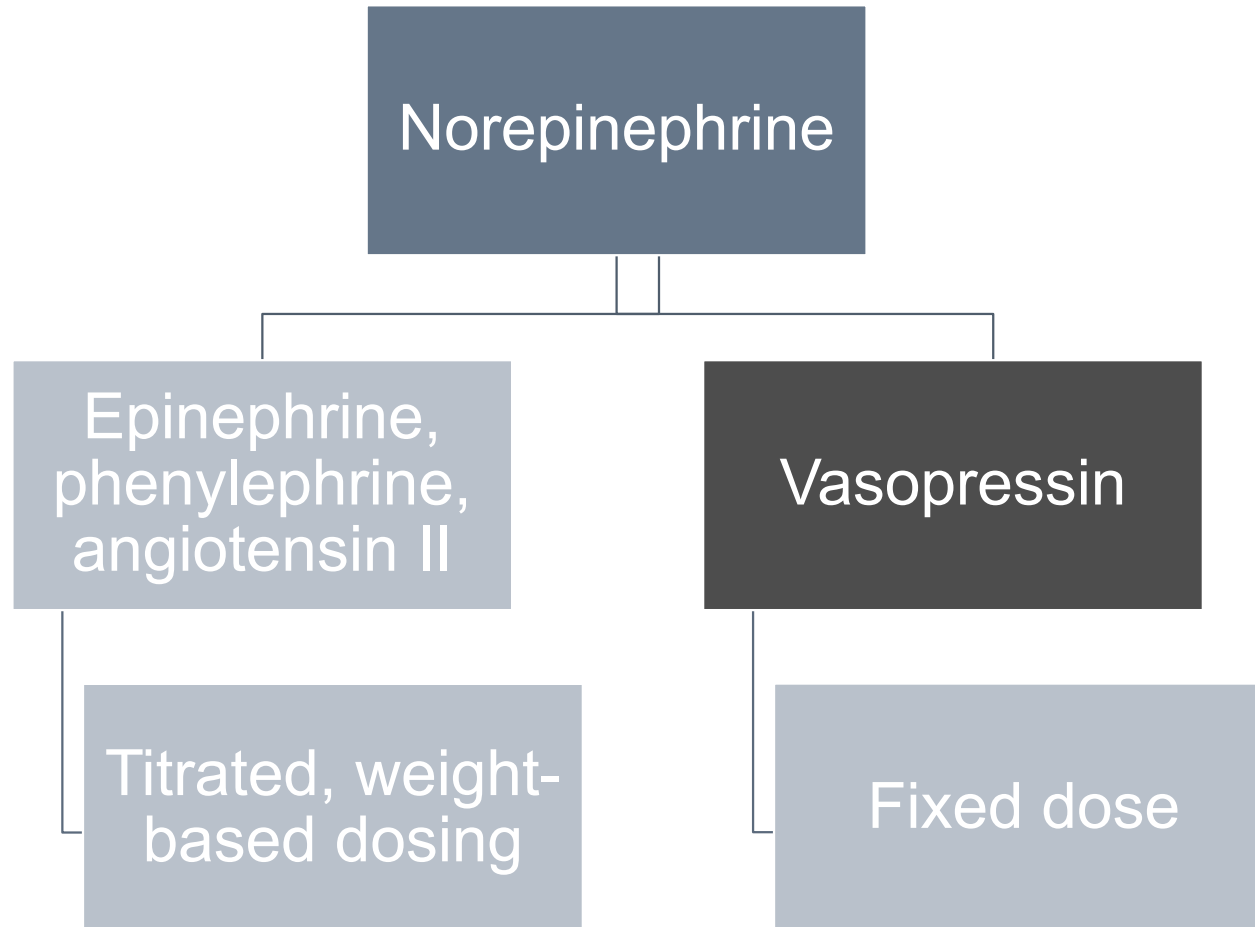 Norepinephrine
Epinephrine,
phenylephrine,
angiotensin II
Vasopressin
Titrated, weight-
based dosing
Fixed dose